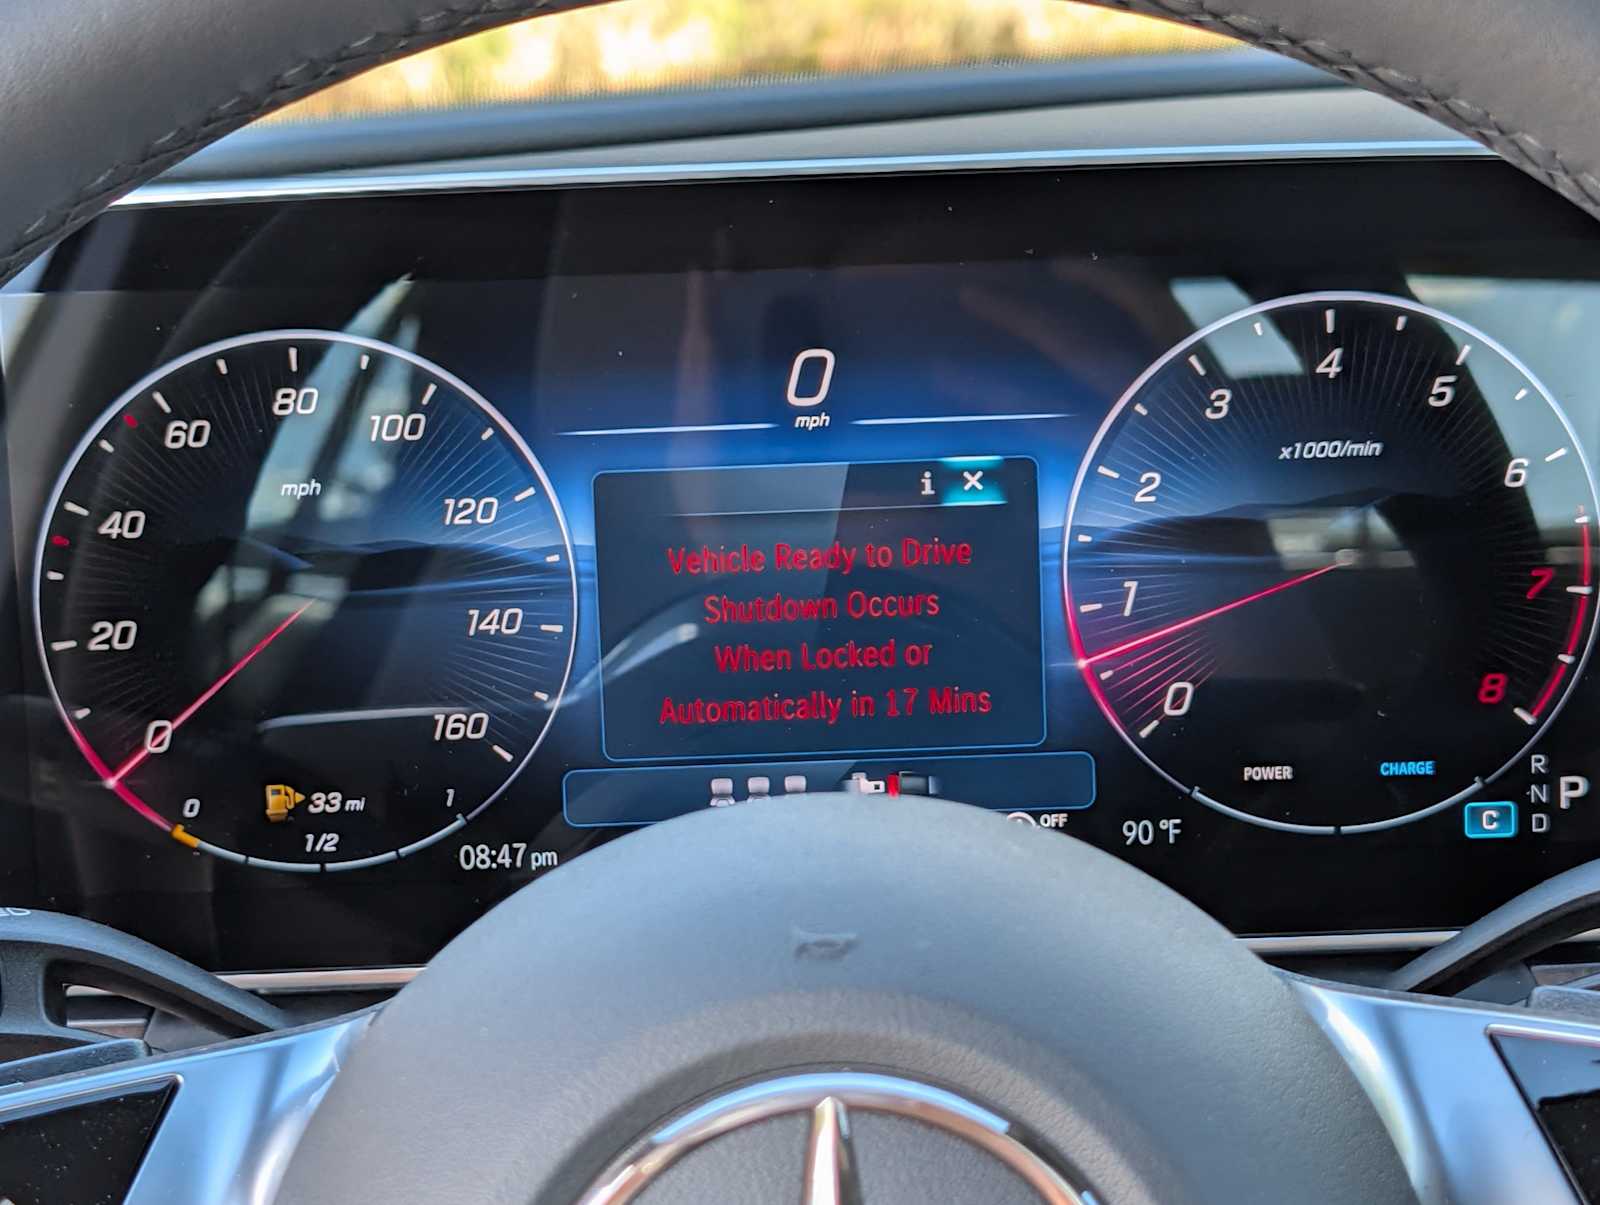 0
mph
i ×
Vehicle Ready to Drive
Shutdown Occurs
When Locked or
Automatically in 17 Mins
0
20
40
60
80
100
120
140
160
mph
0
33 mi
1/2
1
08:47 pm
0
1
2
3
4
5
6
7
8
x1000/min
POWER
CHARGE
OFF
90 °F
R
N
D
P
C